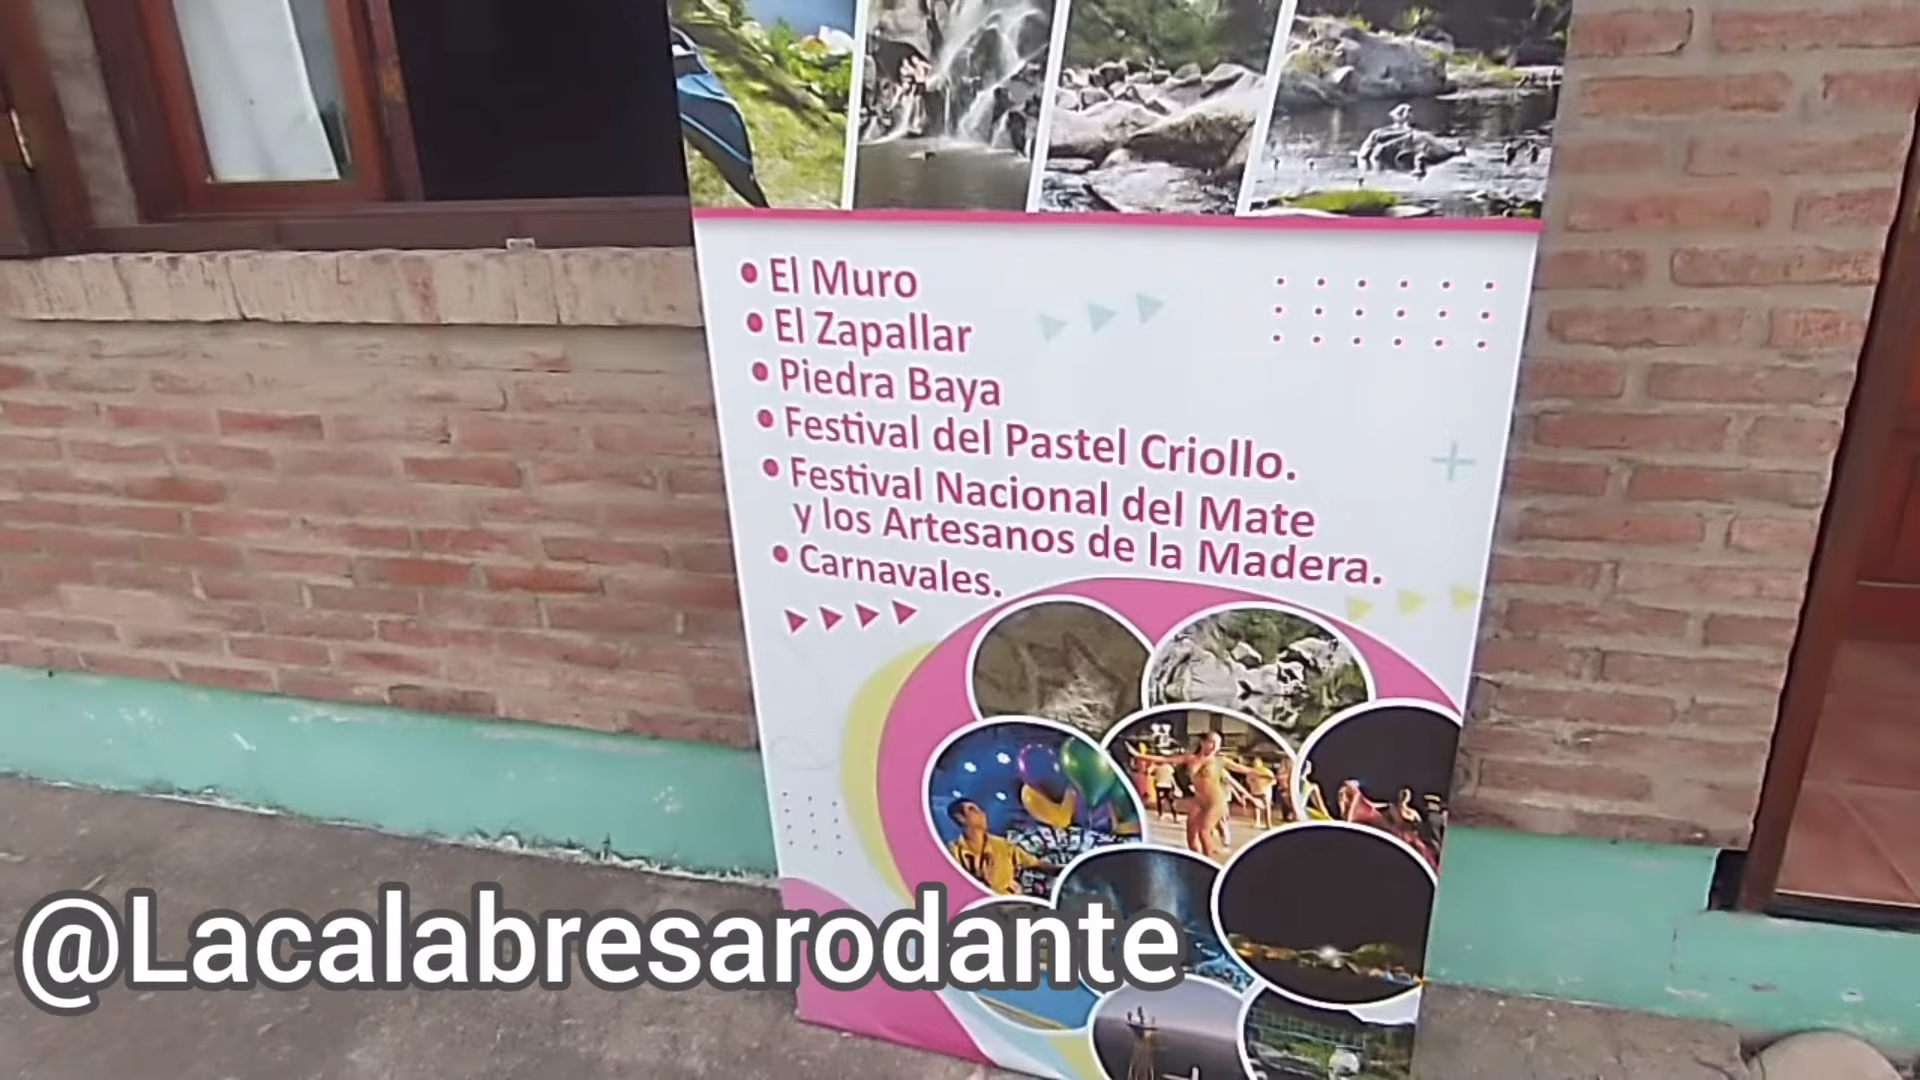 • El Muro
• El Zapallar
• Piedra Baya
• Festival del Pastel Criollo.
• Festival Nacional del Mate
y los Artesanos de la Madera.
• Carnavales.
@Lacalabresarodante